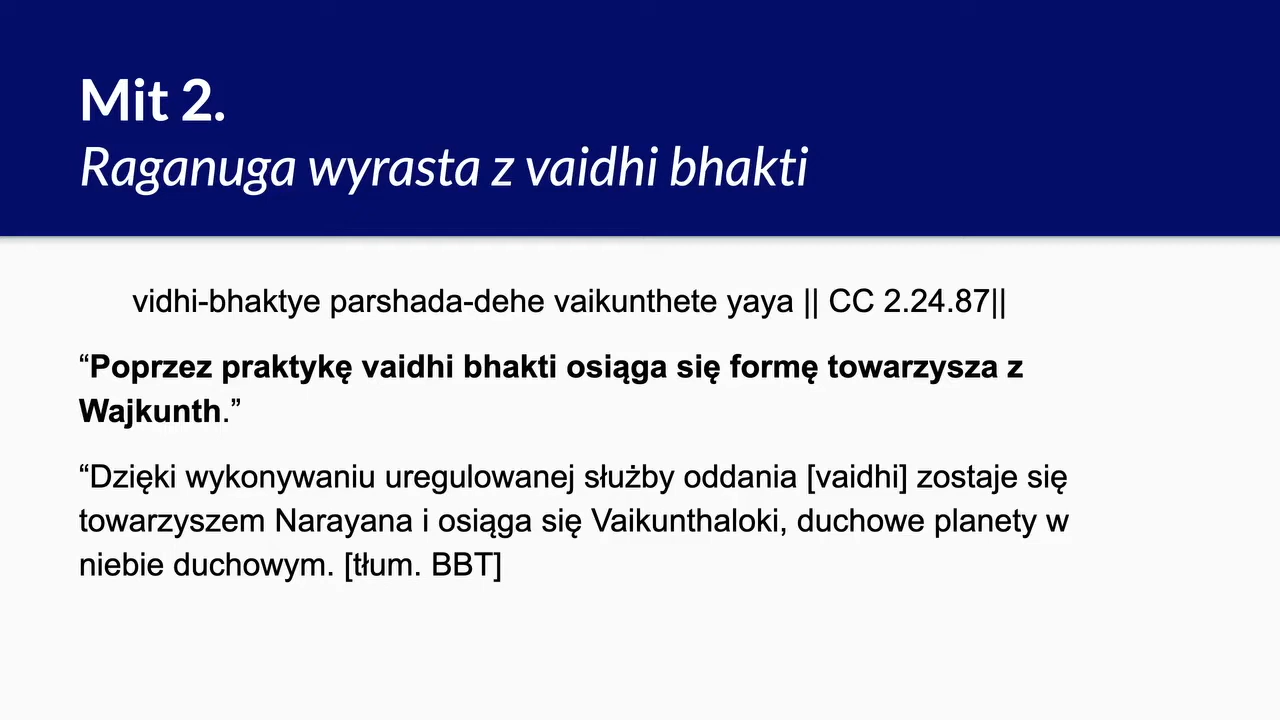 Mit 2.
Raganuga wyrasta z vaidhi bhakti
vidhi-bhaktye parshada-dehe vaikunthete yaya || CC 2.24.87||
“Poprzez praktykę vaidhi bhakti osiąga się formę towarzysza z
Wajkunth.”
“Dzięki wykonywaniu uregulowanej służby oddania [vaidhi] zostaje się
towarzyszem Narayana i osiąga się Vaikunthaloki, duchowe planety w
niebie duchowym. [tłum. BBT]